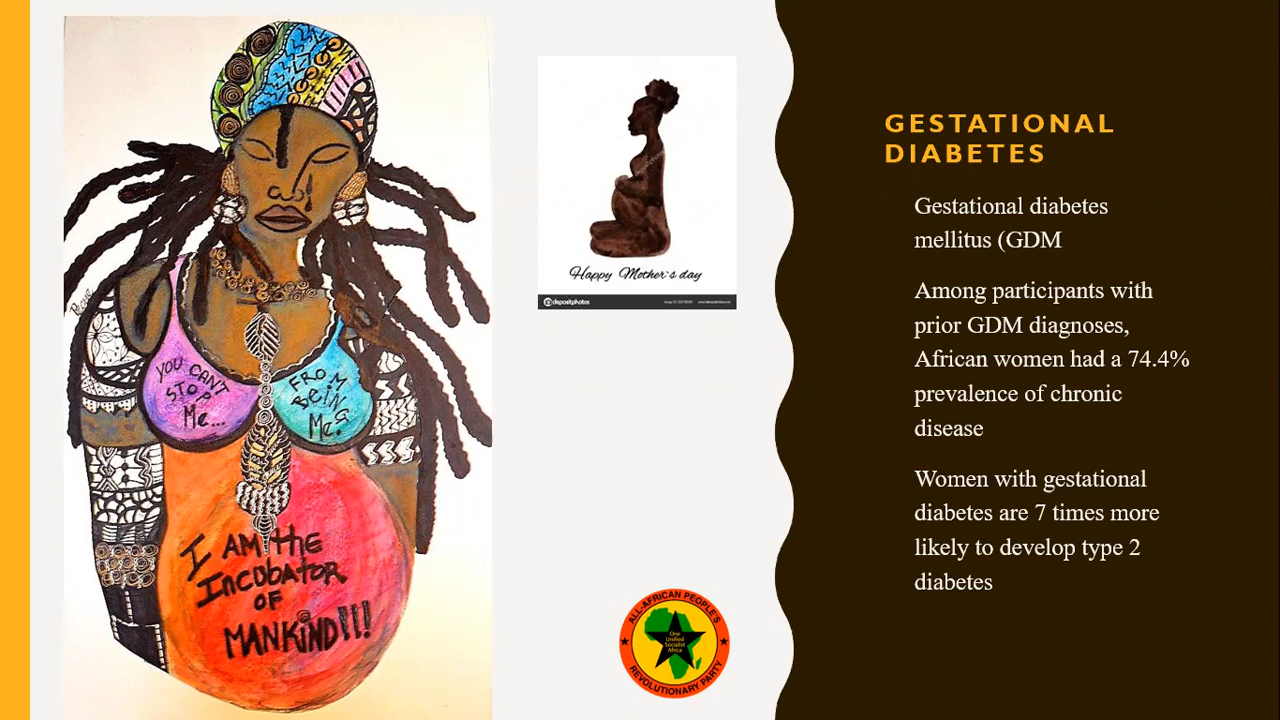 YOU CAN'T
STOP
Me...
FROM
BEING
Me.
I AM the
INCUBATOR
OF
MANKIND!!!
Happy Mother's day
depositphotos
ALL-AFRICAN PEOPLE'S
One
Unified
Socialist
Africa
REVOLUTIONARY PARTY
GESTATIONAL
DIABETES
Gestational diabetes
mellitus (GDM
Among participants with
prior GDM diagnoses,
African women had a 74.4%
prevalence of chronic
disease
Women with gestational
diabetes are 7 times more
likely to develop type 2
diabetes